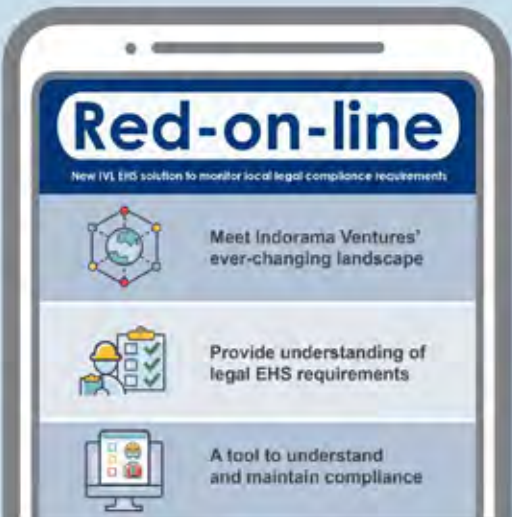 Red-on-line
New IVL EHS solution to monitor local legal compliance requirements
Meet Indorama Ventures'
ever-changing landscape
Provide understanding of
legal EHS requirements
A tool to understand
and maintain compliance